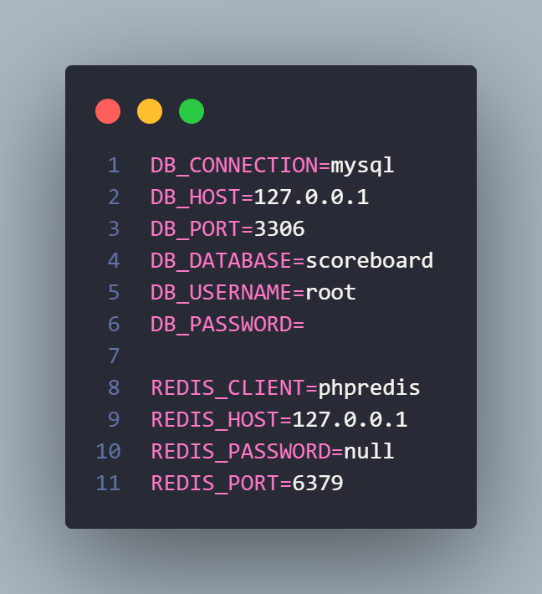 1 DB_CONNECTION=mysql
2 DB_HOST=127.0.0.1
3 DB_PORT=3306
4 DB_DATABASE=scoreboard
5 DB_USERNAME=root
6 DB_PASSWORD=
7
8 REDIS_CLIENT=phpredis
9 REDIS_HOST=127.0.0.1
10 REDIS_PASSWORD=null
11 REDIS_PORT=6379